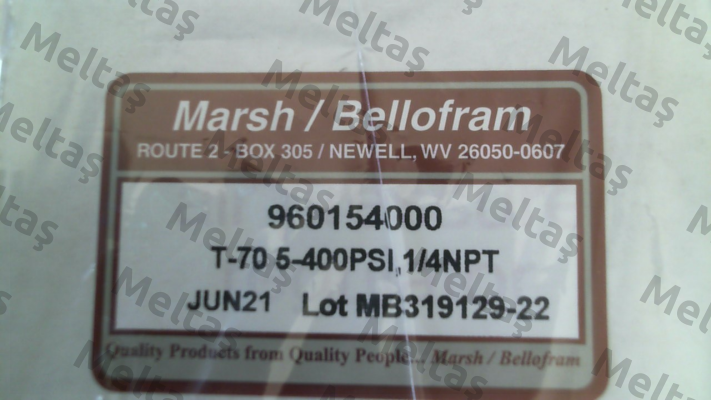 Marsh / Bellofram
ROUTE 2 - BOX 305 / NEWELL, WV 26050-0607
960154000
T-70 5-400PSI,1/4NPT
JUN21 Lot MB319129-22
Quality Products from Quality People... Marsh / Bellofram
Meltaş